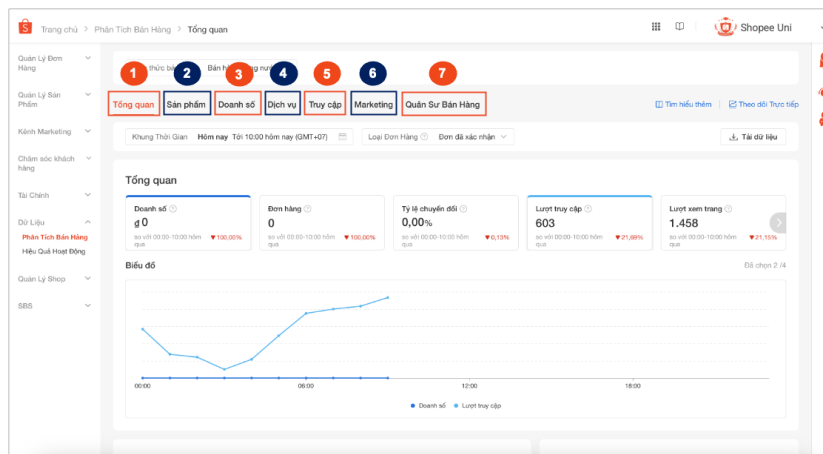 Trang chủ > Phân Tích Bán Hàng > Tổng quan
Shopee Uni
Quản Lý Đơn Hàng
Quản Lý Sản Phẩm
Kênh Marketing
Chăm sóc khách hàng
Tài Chính
Dữ Liệu
Phân Tích Bán Hàng
Hiệu Quả Hoạt Động
Quản Lý Shop
SBS
1 2 3 4 5 6 7
thức bá
Bán hà ng nư
Tổng quan Sản phẩm Doanh số Dịch vụ Truy cập Marketing Quân Sư Bán Hàng
Tìm hiểu thêm Theo dõi Trực tiếp
Khung Thời Gian Hôm nay Tới 10:00 hôm nay (GMT+07) Loại Đơn Hàng Đơn đã xác nhận Tải dữ liệu
Tổng quan
Doanh số
₫0
so với 00:00-10:00 hôm qua ▼100,00%
Đơn hàng
0
so với 00:00-10:00 hôm qua ▼100,00%
Tỷ lệ chuyển đổi
0,00%
so với 00:00-10:00 hôm qua ▼0,13%
Lượt truy cập
603
so với 00:00-10:00 hôm qua ▼21,69%
Lượt xem trang
1.458
so với 00:00-10:00 hôm qua ▼21,15%
Biểu đồ
Đã chọn 2 /4
00:00 06:00 12:00 18:00
Doanh số Lượt truy cập